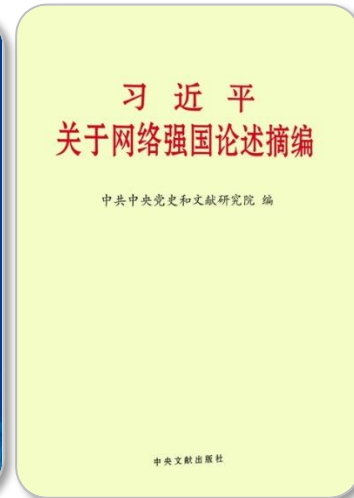 习近平
关于网络强国论述摘编
中共中央党史和文献研究院 编
中央文献出版社